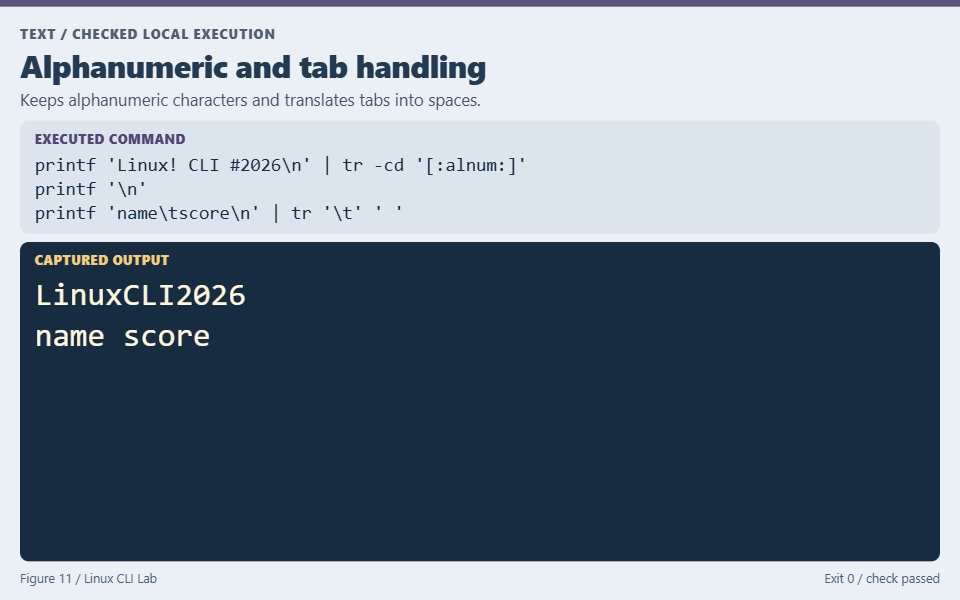 TEXT / CHECKED LOCAL EXECUTION
Alphanumeric and tab handling
Keeps alphanumeric characters and translates tabs into spaces.
EXECUTED COMMAND
printf 'Linux! CLI #2026\n' | tr -cd '[:alnum:]'
printf '\n'
printf 'name\tscore\n' | tr '\t' ' '
CAPTURED OUTPUT
LinuxCLI2026
name score
Figure 11 / Linux CLI Lab
Exit 0 / check passed